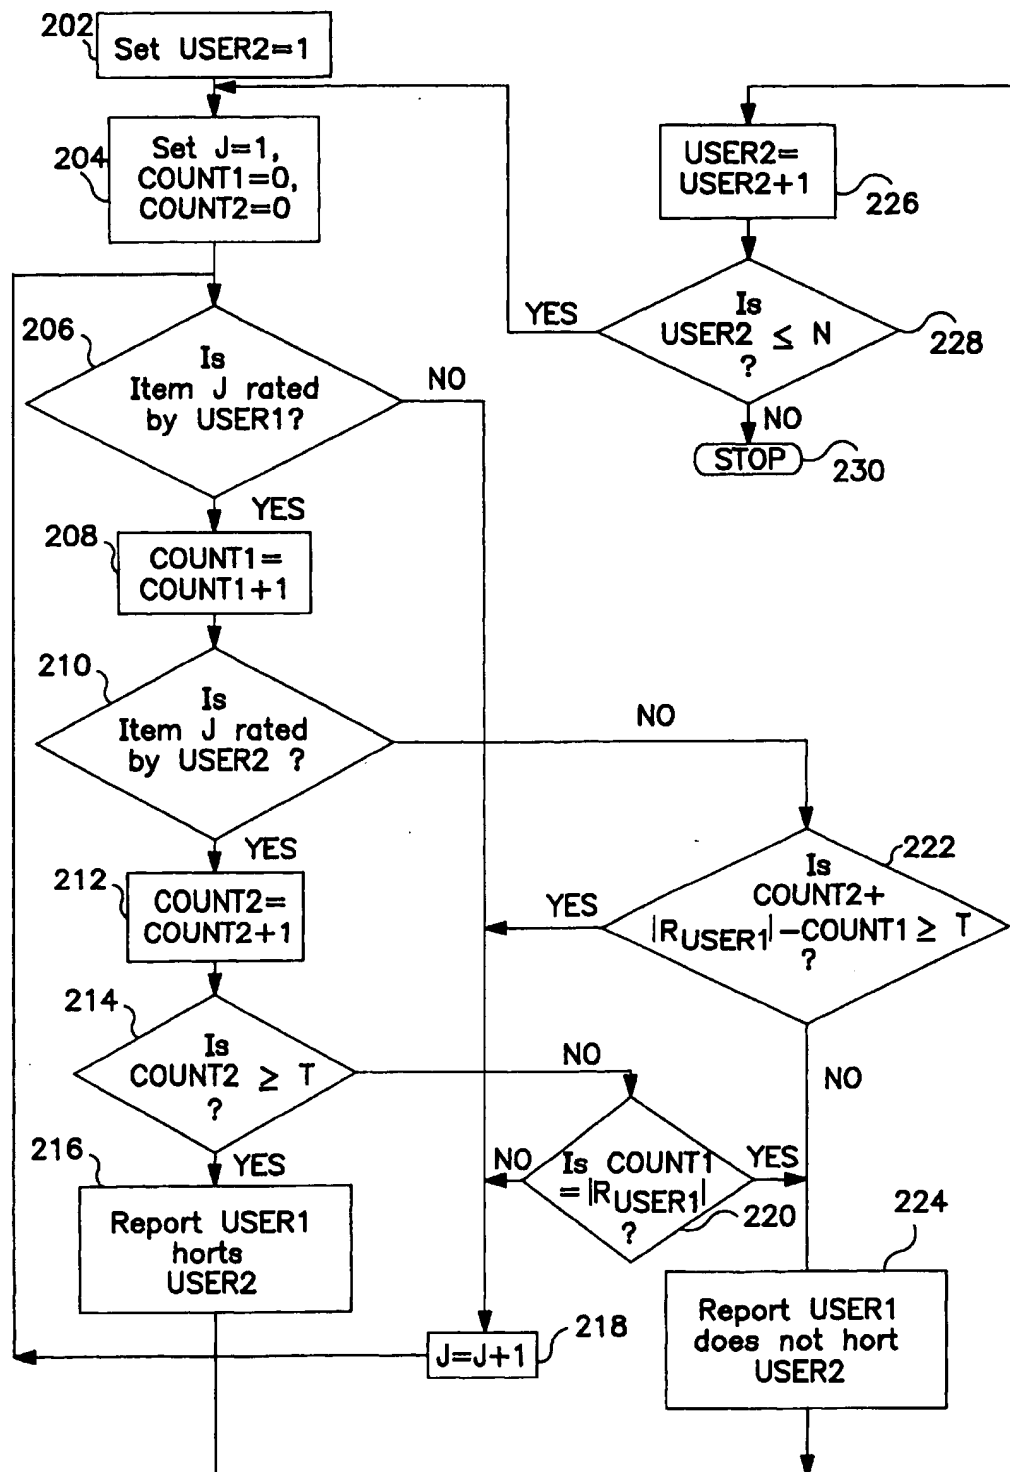 202
Set USER2=1
204
Set J=1,
COUNT1=0,
COUNT2=0
USER2=
USER2+1
226
YES
Is
USER2 ≤ N
?
228
NO
STOP
230
206
Is
Item J rated
by USER1?
NO
YES
208
COUNT1=
COUNT1+1
210
Is
Item J rated
by USER2 ?
NO
YES
212
COUNT2=
COUNT2+1
222
Is
COUNT2+
|RUSER1|-COUNT1 ≥ T
?
YES
NO
214
Is
COUNT2 ≥ T
?
NO
YES
216
Report USER1
horts
USER2
NO
Is COUNT1
=|RUSER1|
?
YES
220
218
J=J+1
224
Report USER1
does not hort
USER2